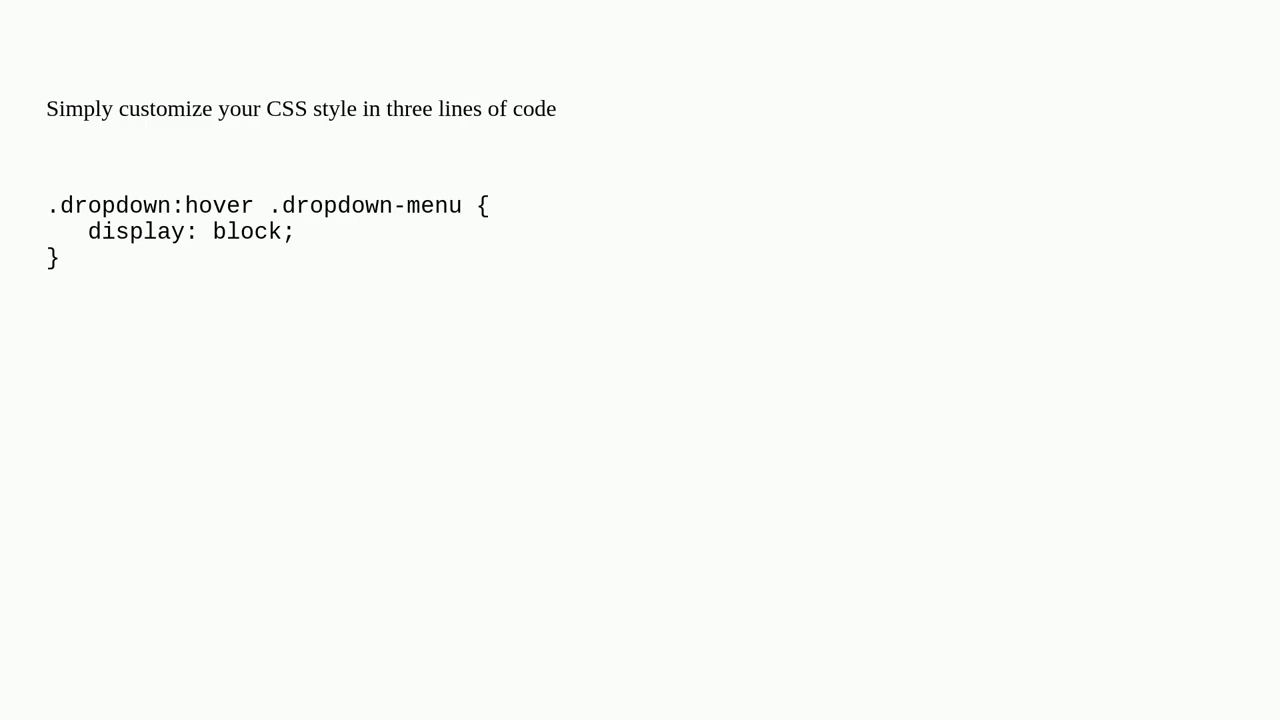 Simply customize your CSS style in three lines of code
.dropdown:hover .dropdown-menu {
   display: block;
}